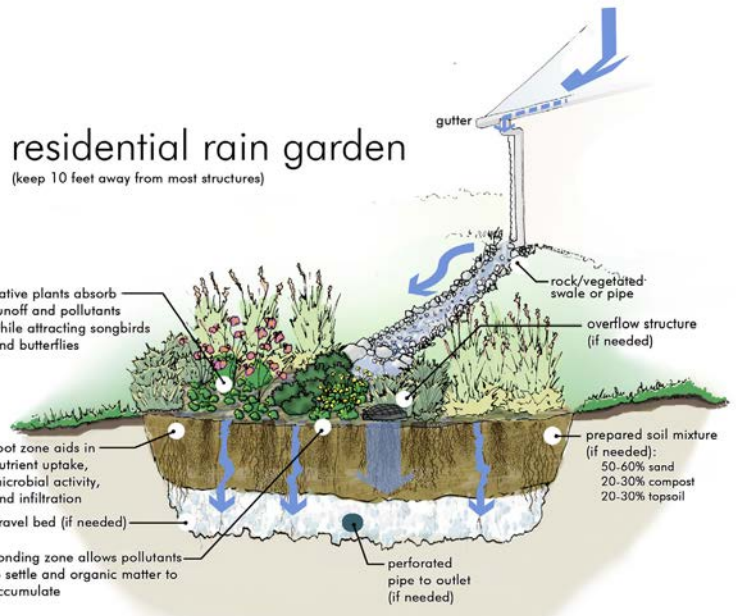 gutter
residential rain garden
(keep 10 feet away from most structures)
rock/vegetated
swale or pipe
ative plants absorb
unoff and pollutants
hile attracting songbirds
nd butterflies
overflow structure
(if needed)
oot zone aids in
utrient uptake,
icrobial activity,
nd infiltration
prepared soil mixture
(if needed):
50-60% sand
20-30% compost
20-30% topsoil
ravel bed (if needed)
onding zone allows pollutants
settle and organic matter to
ccumulate
perforated
pipe to outlet
(if needed)